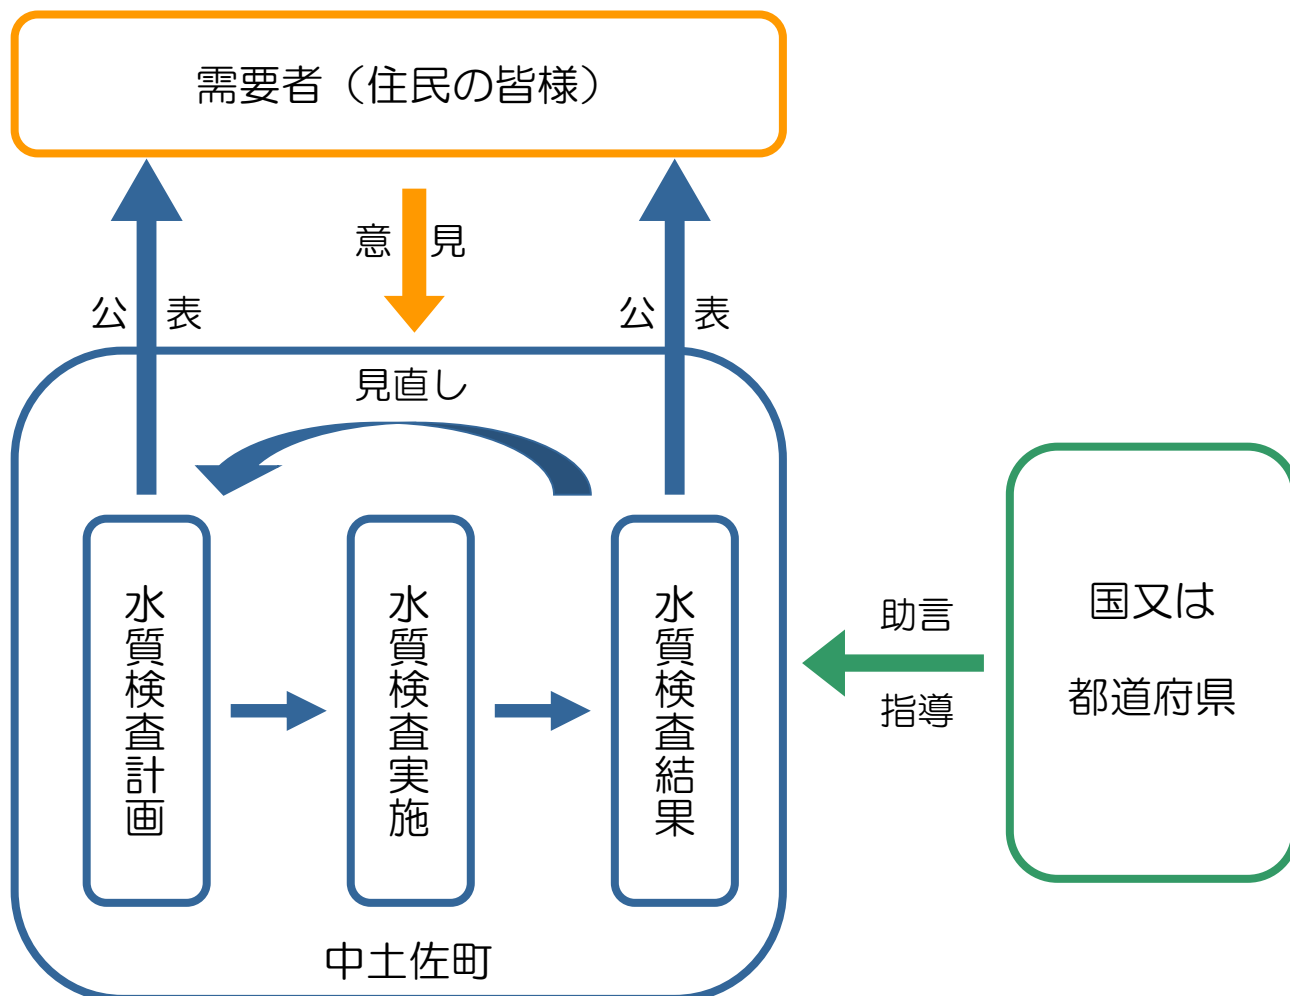 需要者（住民の皆様）
意見
公表
公表
見直し
水質検査計画
水質検査実施
水質検査結果
中土佐町
助言
指導
国又は
都道府県